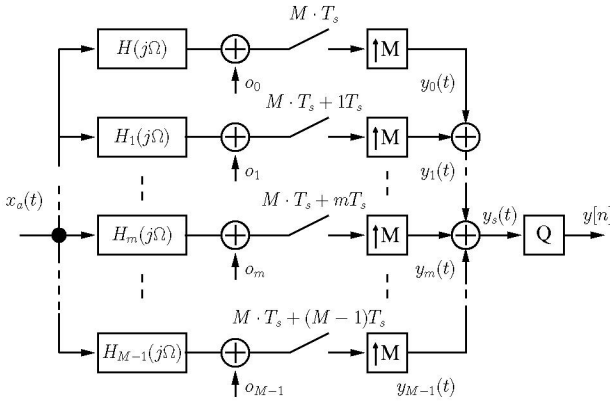 M · T_s
H(jΩ)
↑M
o_0
y_0(t)
M · T_s + 1T_s
H_1(jΩ)
↑M
o_1
y_1(t)
x_a(t)
M · T_s + mT_s
y_s(t)
y[n]
H_m(jΩ)
↑M
Q
o_m
y_m(t)
M · T_s + (M−1)T_s
H_{M−1}(jΩ)
↑M
o_{M−1}
y_{M−1}(t)